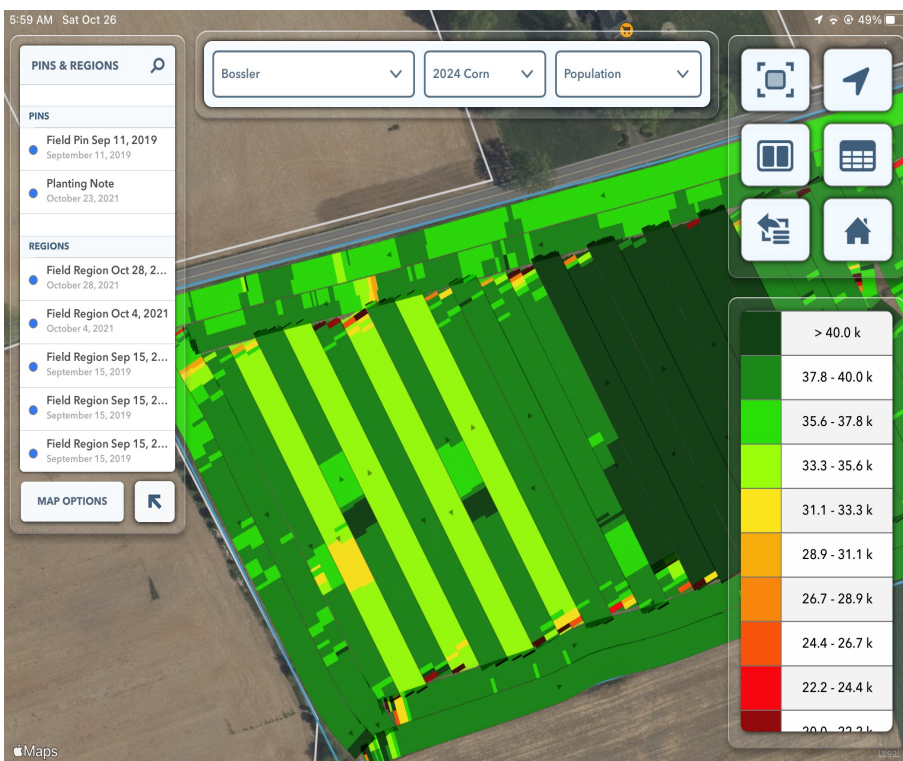 5:59 AM Sat Oct 26
49%
PINS & REGIONS
PINS
Field Pin Sep 11, 2019
September 11, 2019
Planting Note
October 23, 2021
REGIONS
Field Region Oct 28, 2...
October 28, 2021
Field Region Oct 4, 2021
October 4, 2021
Field Region Sep 15, 2...
September 15, 2019
Field Region Sep 15, 2...
September 15, 2019
Field Region Sep 15, 2...
September 15, 2019
MAP OPTIONS
Bossler
2024 Corn
Population
> 40.0 k
37.8 - 40.0 k
35.6 - 37.8 k
33.3 - 35.6 k
31.1 - 33.3 k
28.9 - 31.1 k
26.7 - 28.9 k
24.4 - 26.7 k
22.2 - 24.4 k
20.0 - 22.2 k
Maps
Legal